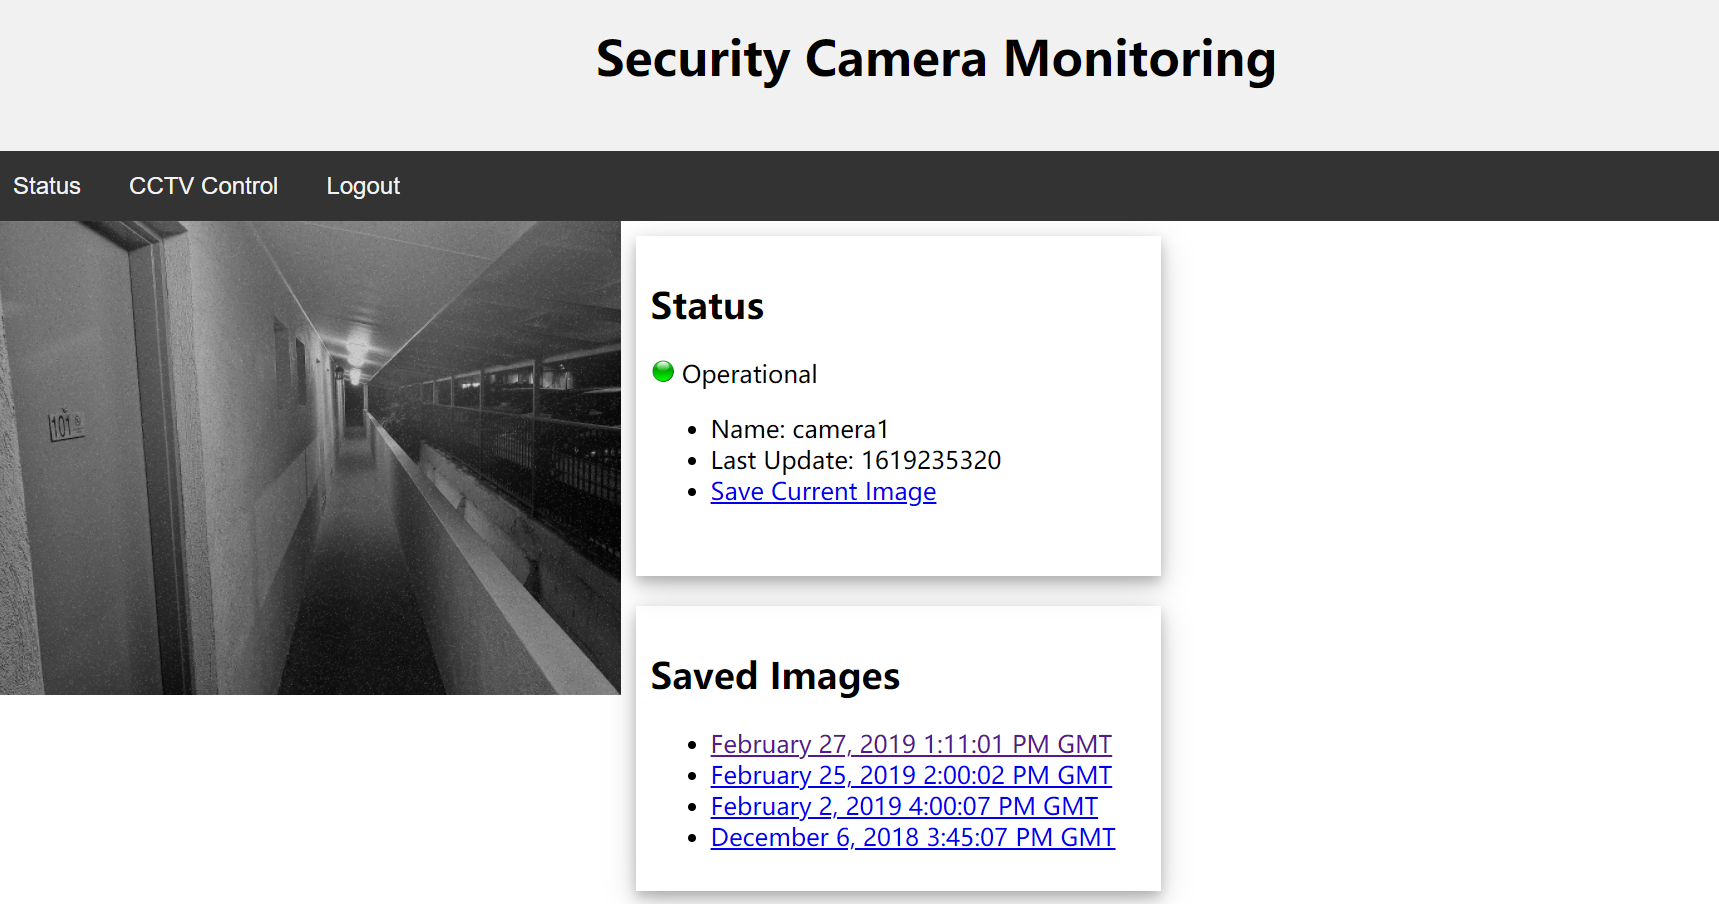 Security Camera Monitoring
Status CCTV Control Logout
101
Status
Operational
Name: camera1
Last Update: 1619235320
Save Current Image
Saved Images
February 27, 2019 1:11:01 PM GMT
February 25, 2019 2:00:02 PM GMT
February 2, 2019 4:00:07 PM GMT
December 6, 2018 3:45:07 PM GMT